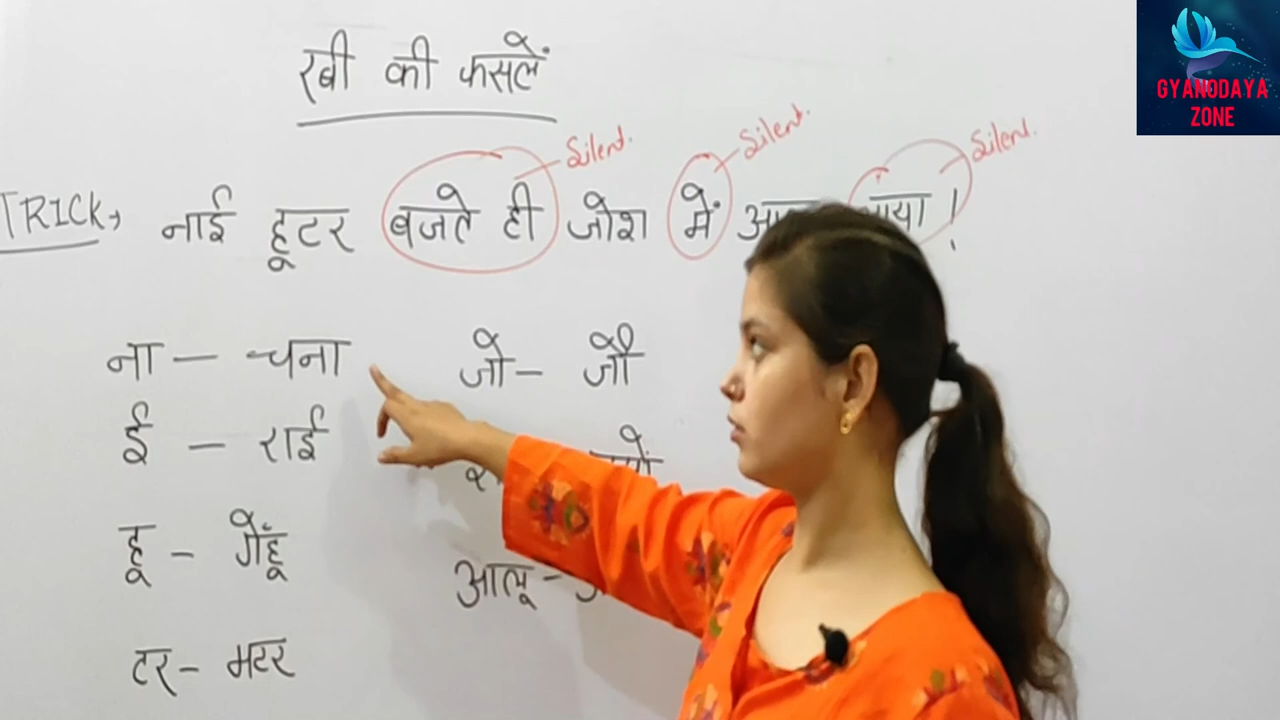 GYANODAYA
ZONE
रबी की फसलें
Silent. Silent. Silent.
TRICK, नाई हूटर बजते ही जोश में
ना - चना
जो - जौ
ई - राई
हू - गेहूँ
आलू -
टर - मटर